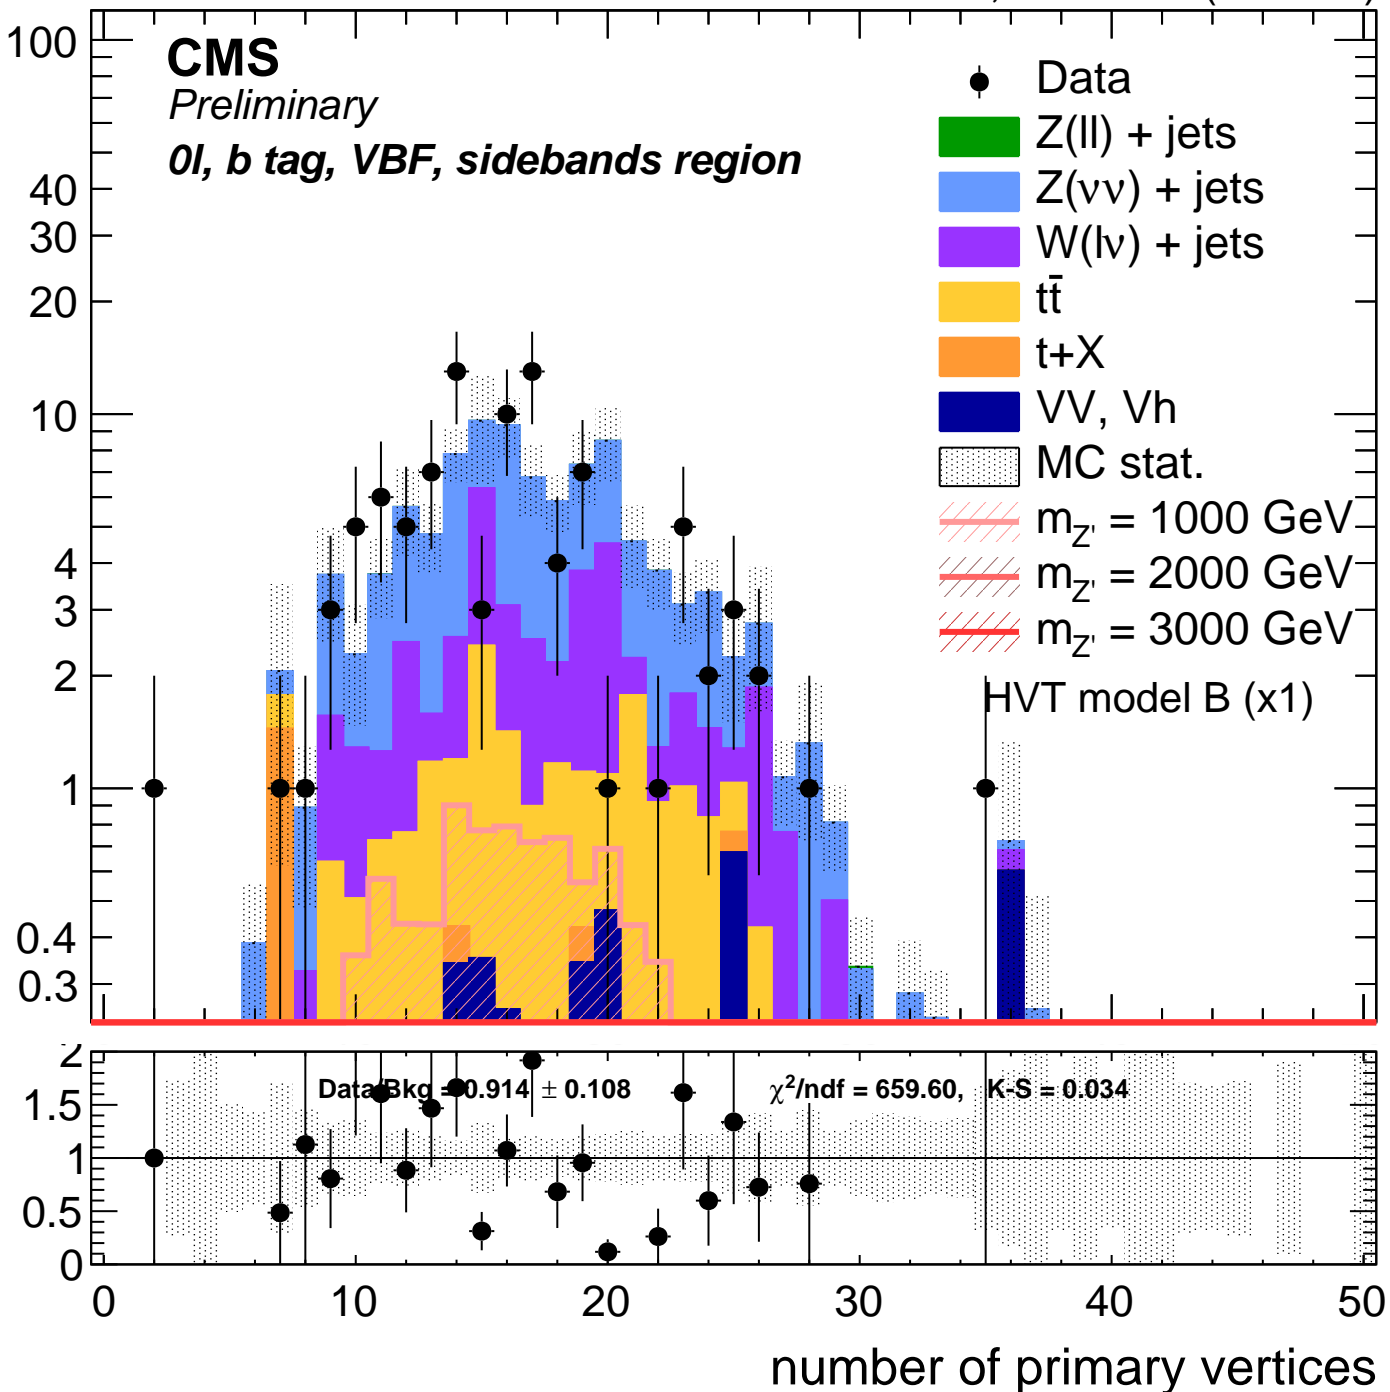 CMS
Preliminary
0l, b tag, VBF, sidebands region
Data
Z(ll) + jets
Z(νν) + jets
W(lν) + jets
tt̄
t+X
VV, Vh
MC stat.
m_Z' = 1000 GeV
m_Z' = 2000 GeV
m_Z' = 3000 GeV
HVT model B (x1)
100
40
30
20
10
4
3
2
1
0.4
0.3
Data/Bkg = 0.914 ± 0.108
χ²/ndf = 659.60, K-S = 0.034
2
1.5
1
0.5
0
0 10 20 30 40 50
number of primary vertices